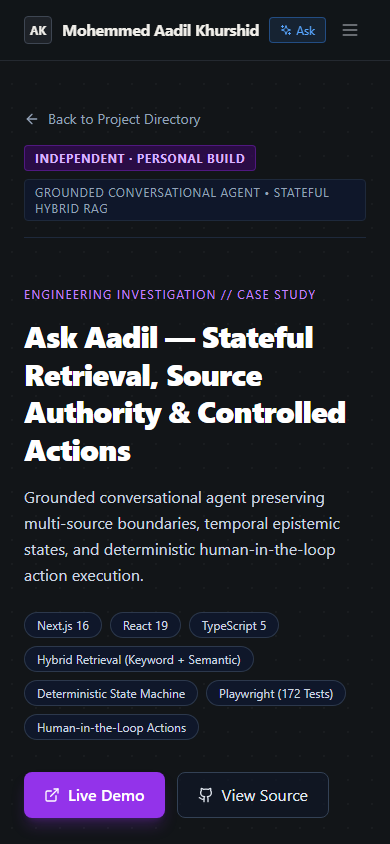 AK Mohemmed Aadil Khurshid Ask
Back to Project Directory
INDEPENDENT · PERSONAL BUILD
GROUNDED CONVERSATIONAL AGENT • STATEFUL
HYBRID RAG
ENGINEERING INVESTIGATION // CASE STUDY
Ask Aadil — Stateful
Retrieval, Source
Authority & Controlled
Actions
Grounded conversational agent preserving
multi-source boundaries, temporal epistemic
states, and deterministic human-in-the-loop
action execution.
Next.js 16 React 19 TypeScript 5
Hybrid Retrieval (Keyword + Semantic)
Deterministic State Machine Playwright (172 Tests)
Human-in-the-Loop Actions
Live Demo View Source